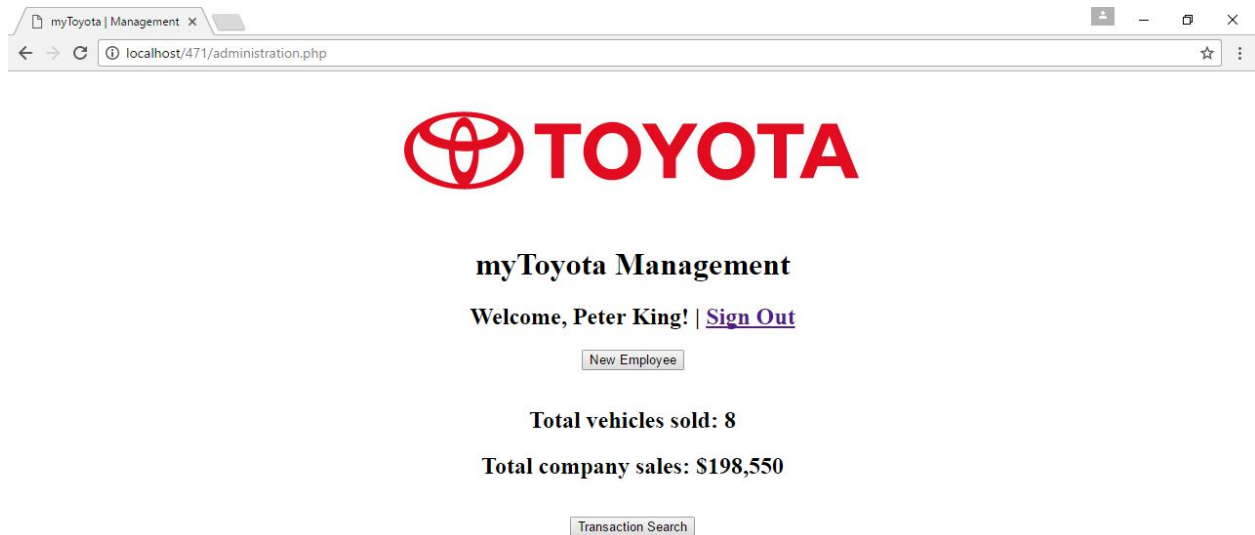 myToyota | Management
localhost/471/administration.php
TOYOTA
myToyota Management
Welcome, Peter King! | Sign Out
New Employee
Total vehicles sold: 8
Total company sales: $198,550
Transaction Search